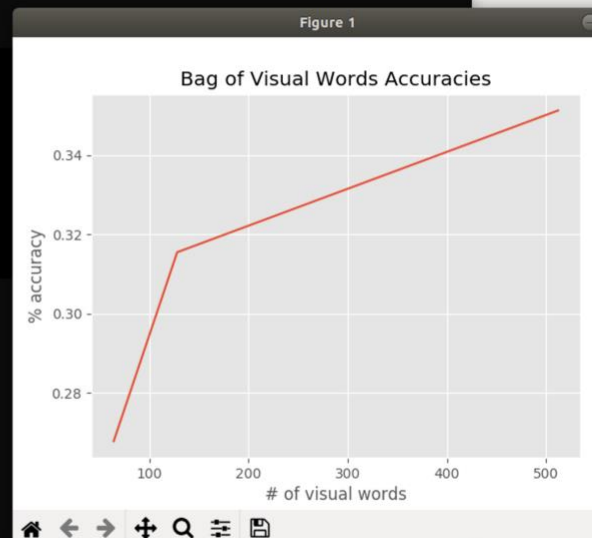 Figure 1
Bag of Visual Words Accuracies
0.34
0.32
0.30
0.28
% accuracy
100 200 300 400 500
# of visual words